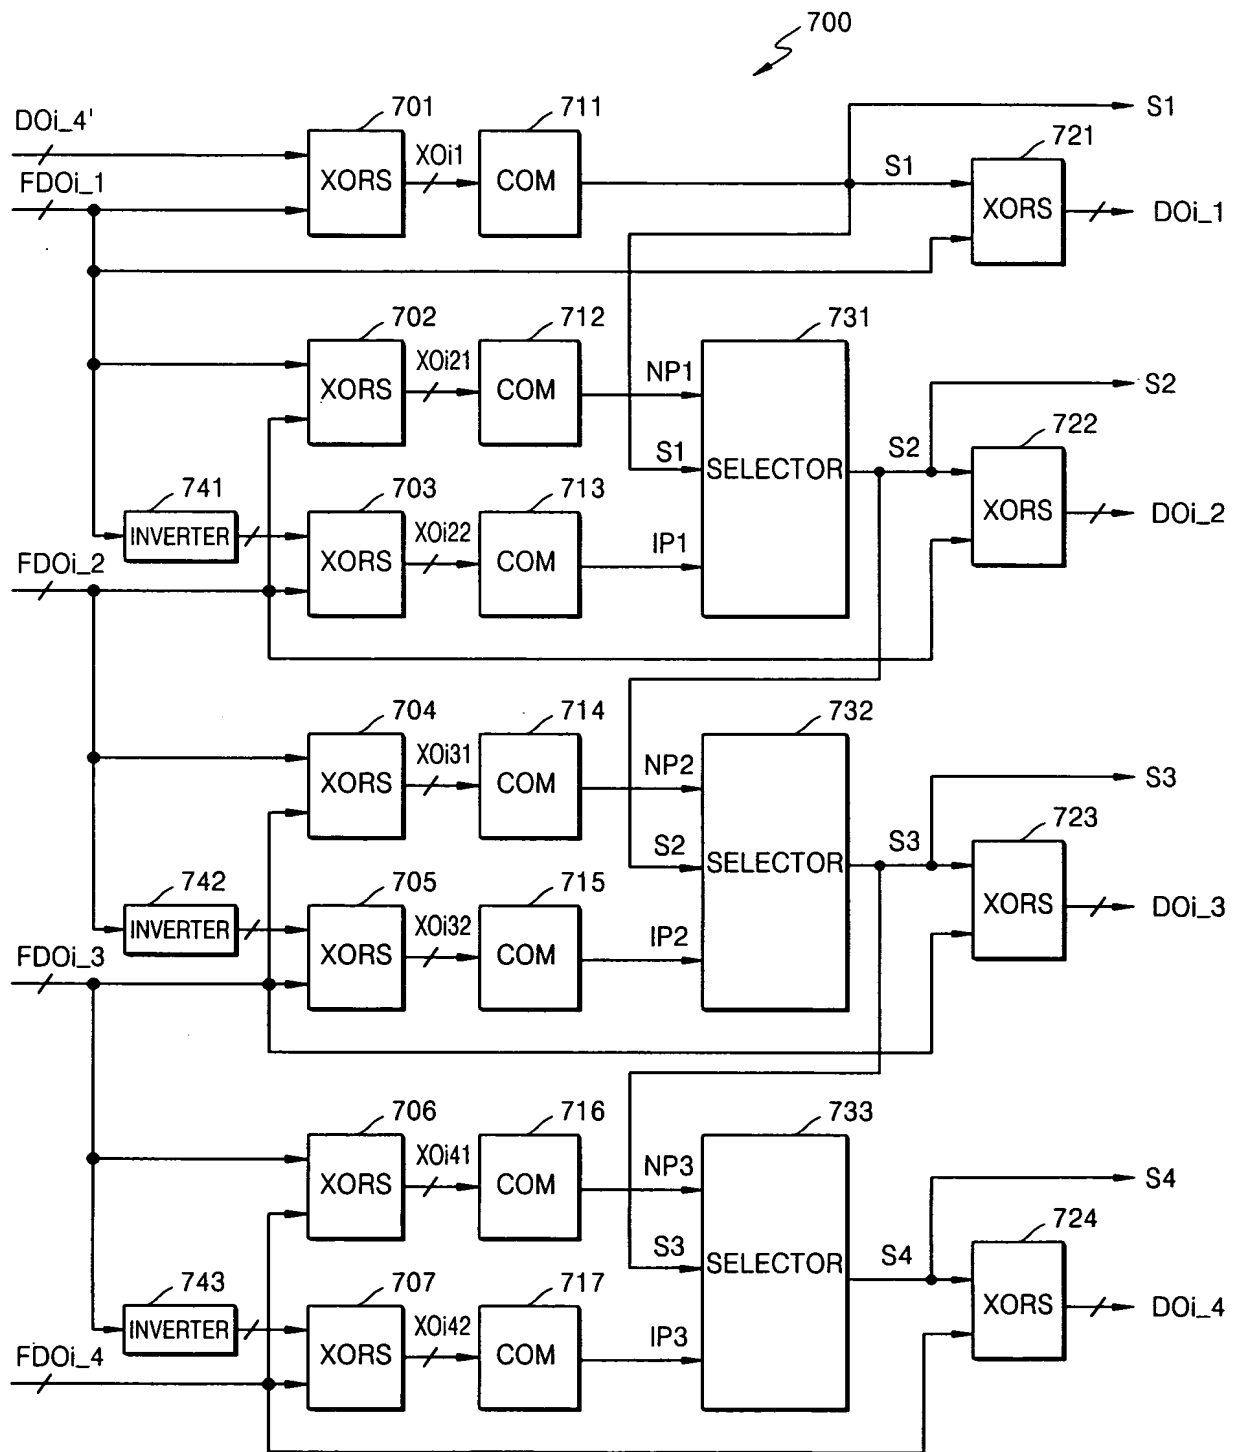 700
701
711
S1
DOi_4'
XORS
XOi1
COM
S1
721
XORS
DOi_1
FDOi_1
702
712
731
XORS
XOi21
COM
NP1
S2
722
S1
SELECTOR
S2
XORS
DOi_2
741
INVERTER
703
713
XORS
XOi22
COM
IP1
FDOi_2
704
714
732
XORS
XOi31
COM
NP2
S3
723
S2
SELECTOR
S3
XORS
DOi_3
742
INVERTER
705
715
XORS
XOi32
COM
IP2
FDOi_3
706
716
733
XORS
XOi41
COM
NP3
S4
724
S3
SELECTOR
S4
XORS
DOi_4
743
INVERTER
707
717
XORS
XOi42
COM
IP3
FDOi_4